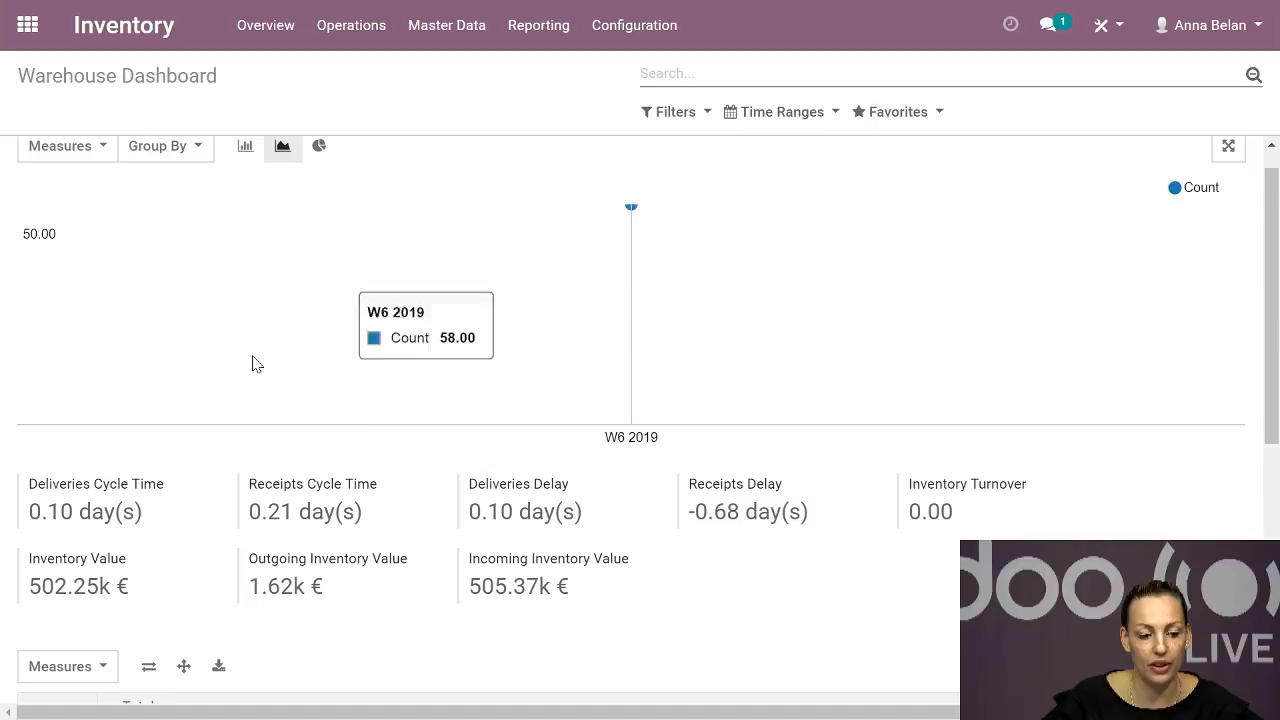 Inventory Overview Operations Master Data Reporting Configuration 1 Anna Belan
Warehouse Dashboard Search...
Filters Time Ranges Favorites
Measures Group By
Count
50.00
W6 2019
Count 58.00
W6 2019
Deliveries Cycle Time Receipts Cycle Time Deliveries Delay Receipts Delay Inventory Turnover
0.10 day(s) 0.21 day(s) 0.10 day(s) -0.68 day(s) 0.00
Inventory Value Outgoing Inventory Value Incoming Inventory Value
502.25k € 1.62k € 505.37k €
doo
LIVE
Measures